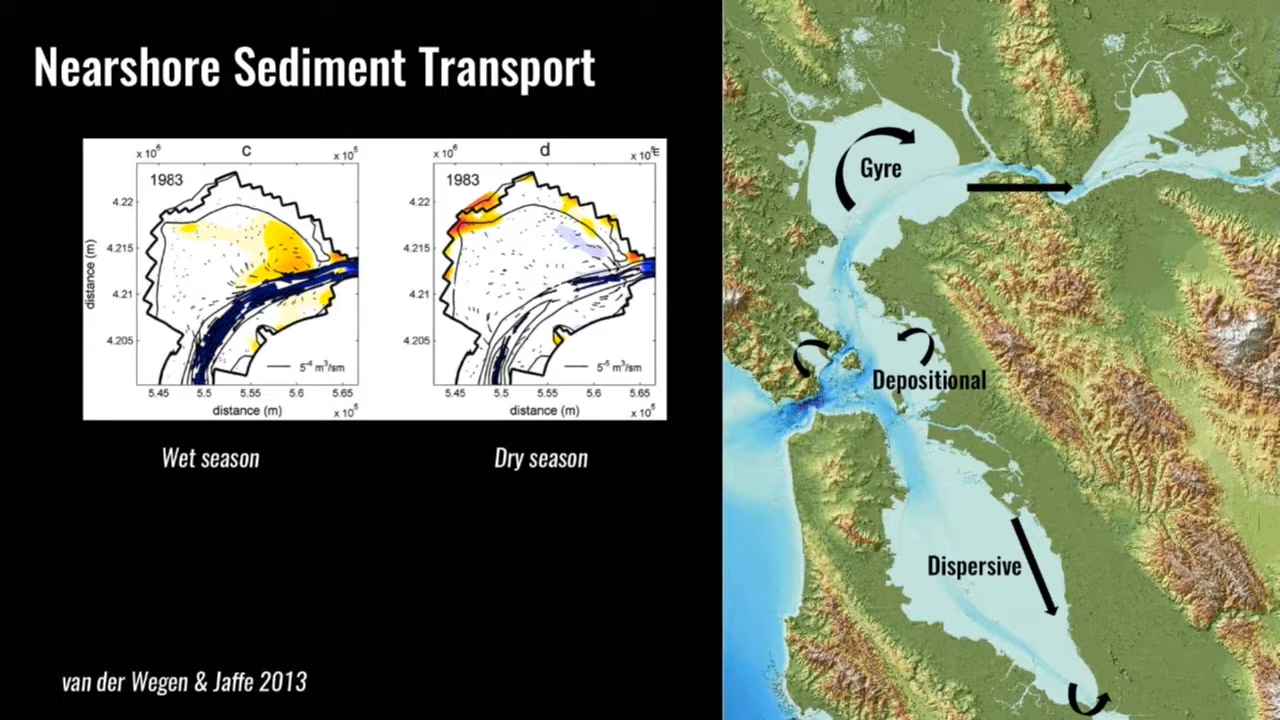 Nearshore Sediment Transport
x 10⁶
c
x 10⁵
1983
4.22
4.215
4.21
4.205
distance (m)
5⁻⁴ m³/sm
5.45 5.5 5.55 5.6 5.65
distance (m)
x 10⁵
x 10⁶
d
1983
4.22
4.215
4.21
4.205
5⁻⁴ m³/sm
5.45 5.5 5.55 5.6 5.65
distance (m)
x 10⁵
Wet season
Dry season
van der Wegen & Jaffe 2013
Gyre
Depositional
Dispersive